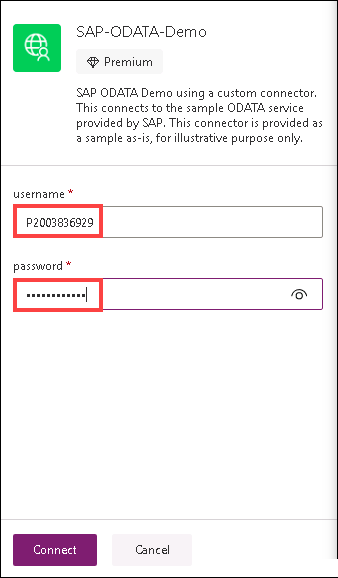 SAP-ODATA-Demo
Premium
SAP ODATA Demo using a custom connector.
This connects to the sample ODATA service
provided by SAP. This connector is provided as
a sample as-is, for illustrative purpose only.
username *
P2003836929
password *
••••••••••••
Connect
Cancel